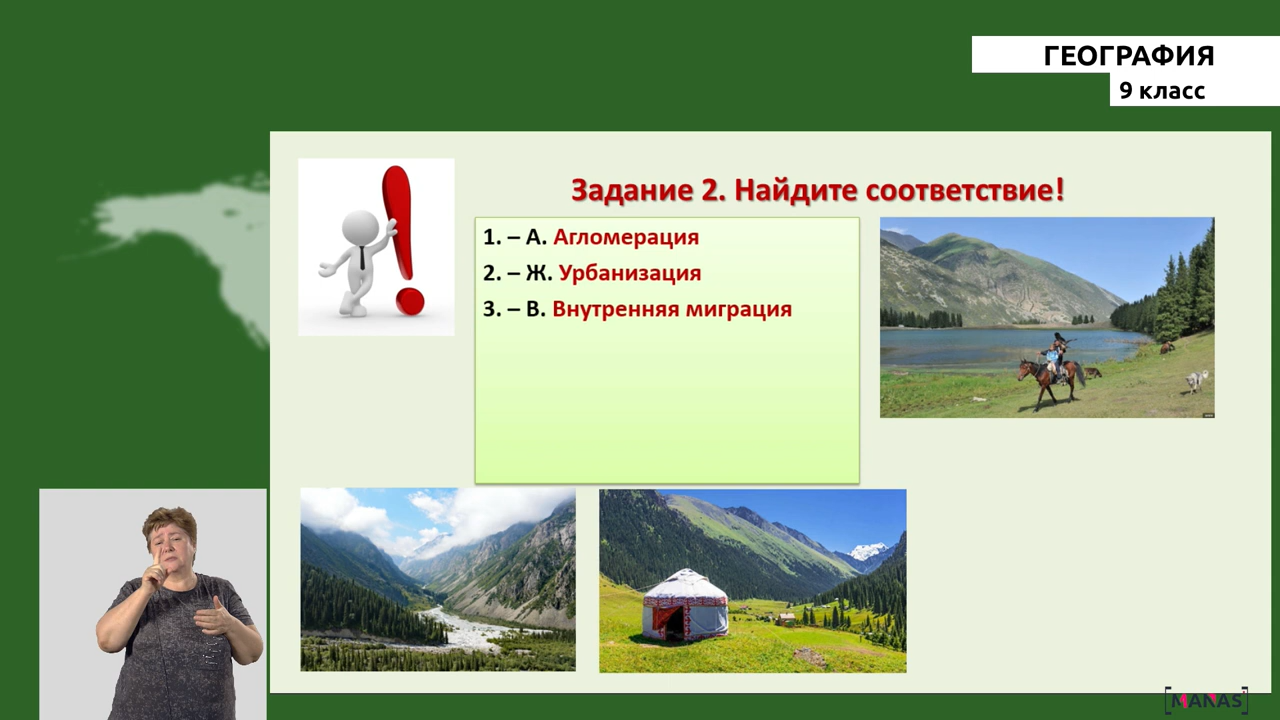 ГЕОГРАФИЯ
9 класс
Задание 2. Найдите соответствие!
1. – А. Агломерация
2. – Ж. Урбанизация
3. – В. Внутренняя миграция
MANAS